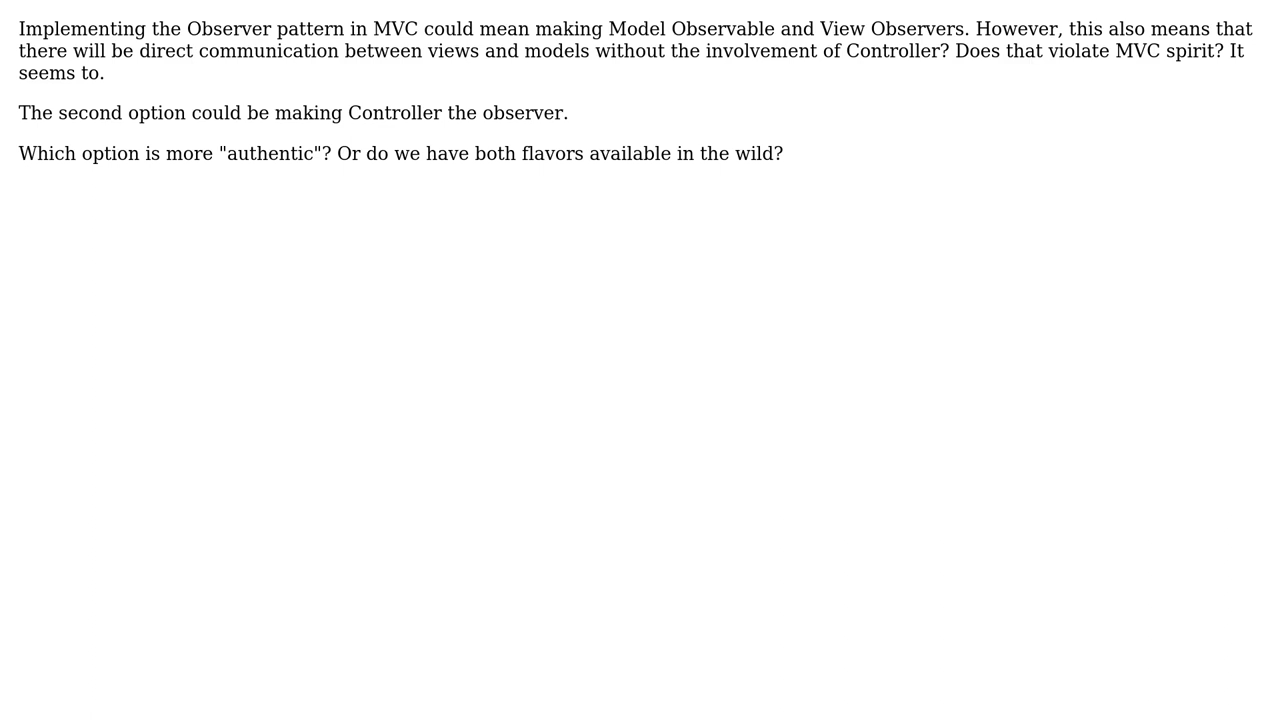 Implementing the Observer pattern in MVC could mean making Model Observable and View Observers. However, this also means that
there will be direct communication between views and models without the involvement of Controller? Does that violate MVC spirit? It
seems to.
The second option could be making Controller the observer.
Which option is more "authentic"? Or do we have both flavors available in the wild?